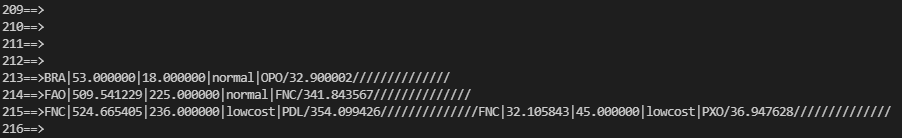 209==>
210==>
211==>
212==>
213==>BRA|53.000000|18.000000|normal|OPO/32.900002//////////////
214==>FAO|509.541229|225.000000|normal|FNC/341.843567//////////////
215==>FNC|524.665405|236.000000|lowcost|PDL/354.099426//////////////FNC|32.105843|45.000000|lowcost|PXO/36.947628//////////////
216==>